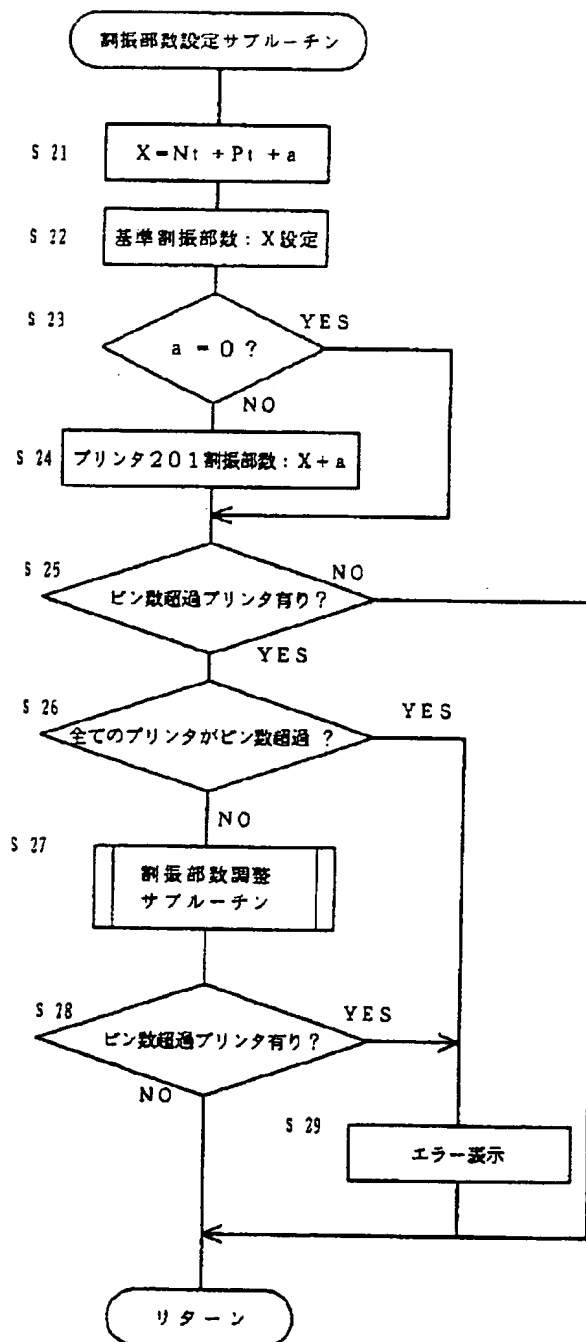 割振部数設定サブルーチン
S 21
X=Nt +Pt +a
S 22
基準割振部数：X設定
S 23
YES
a = 0 ?
NO
S 24
プリンタ201割振部数：X+a
S 25
NO
ビン数超過プリンタ有り？
YES
S 26
YES
全てのプリンタがビン数超過 ？
NO
S 27
割振部数調整
サブルーチン
S 28
YES
ビン数超過プリンタ有り？
NO
S 29
エラー表示
リターン